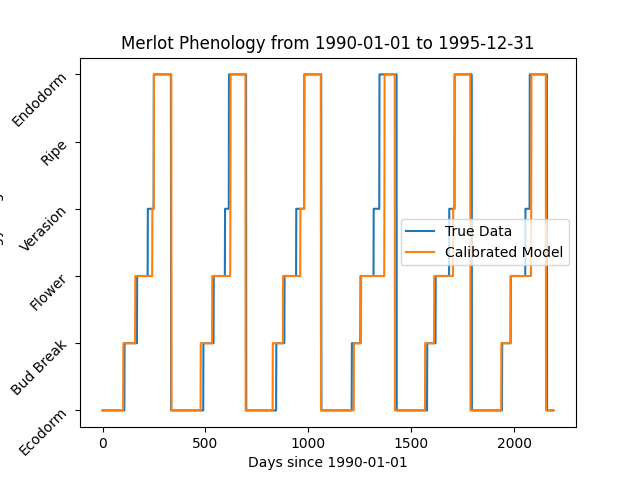 Merlot Phenology from 1990-01-01 to 1995-12-31
Endodorm
Ripe
Verasion
Flower
Bud Break
Ecodorm
True Data
Calibrated Model
0 500 1000 1500 2000
Days since 1990-01-01